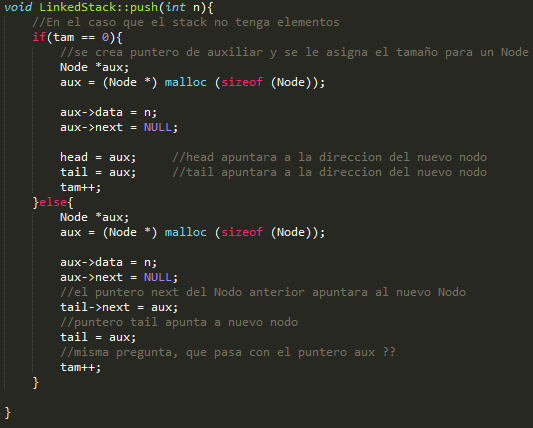 void LinkedStack::push(int n){
//En el caso que el stack no tenga elementos
if(tam == 0){
//se crea puntero de auxiliar y se le asigna el tamaño para un Node
Node *aux;
aux = (Node *) malloc (sizeof (Node));
aux->data = n;
aux->next = NULL;
head = aux; //head apuntara a la direccion del nuevo nodo
tail = aux; //tail apuntara a la direccion del nuevo nodo
tam++;
}else{
Node *aux;
aux = (Node *) malloc (sizeof (Node));
aux->data = n;
aux->next = NULL;
//el puntero next del Nodo anterior apuntara al nuevo Nodo
tail->next = aux;
//puntero tail apunta a nuevo nodo
tail = aux;
//misma pregunta, que pasa con el puntero aux ??
tam++;
}
}